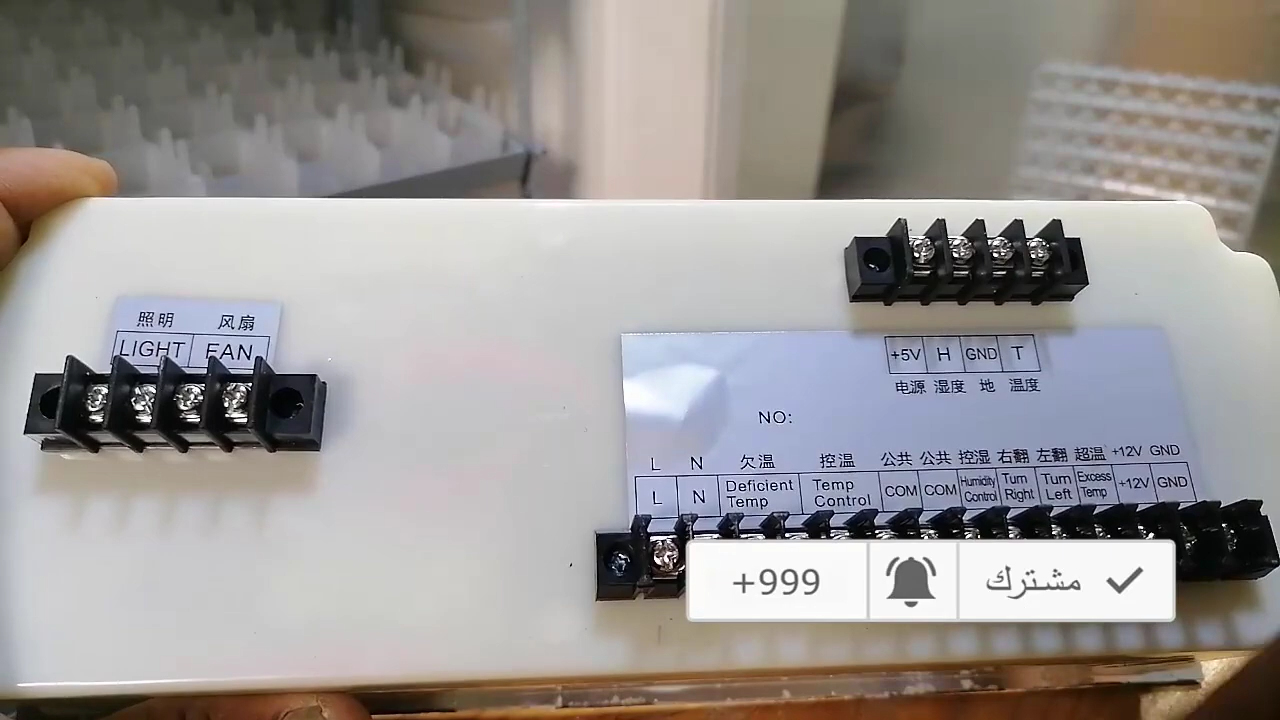 照明 风扇
LIGHT FAN
+5V H GND T
电源 湿度 地 温度
NO:
L N 欠温 控温 公共 公共 控湿 右翻 左翻 超温 +12V GND
L N Deficient Temp Temp Control COM COM Humidity Control Turn Right Turn Left Excess Temp +12V GND
+999 مشترك